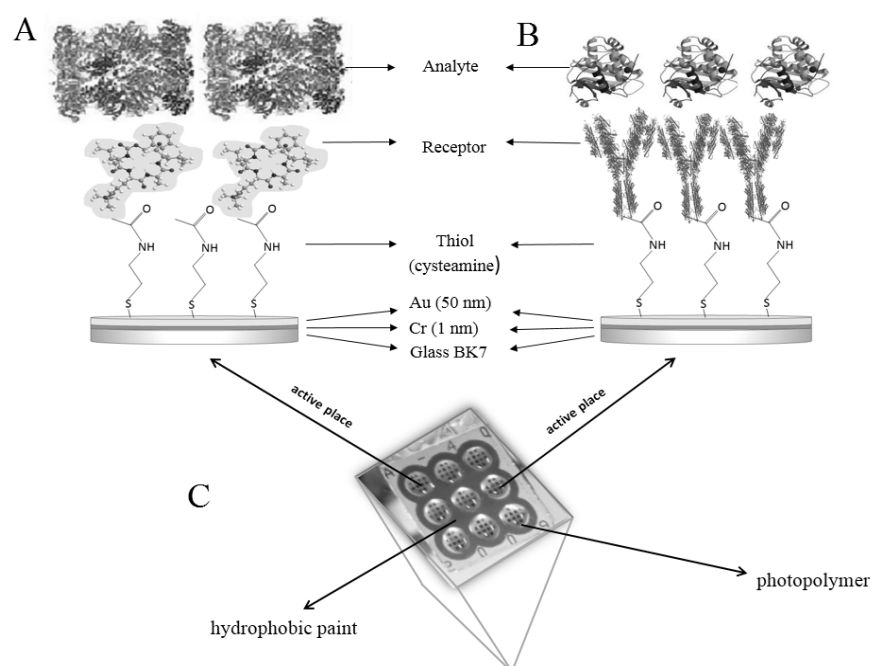 A
B
Analyte
Receptor
O
O
O
O
O
O
NH
NH
NH
NH
NH
NH
Thiol
(cysteamine)
S
S
S
S
S
S
Au (50 nm)
Cr (1 nm)
Glass BK7
active place
active place
C
photopolymer
hydrophobic paint